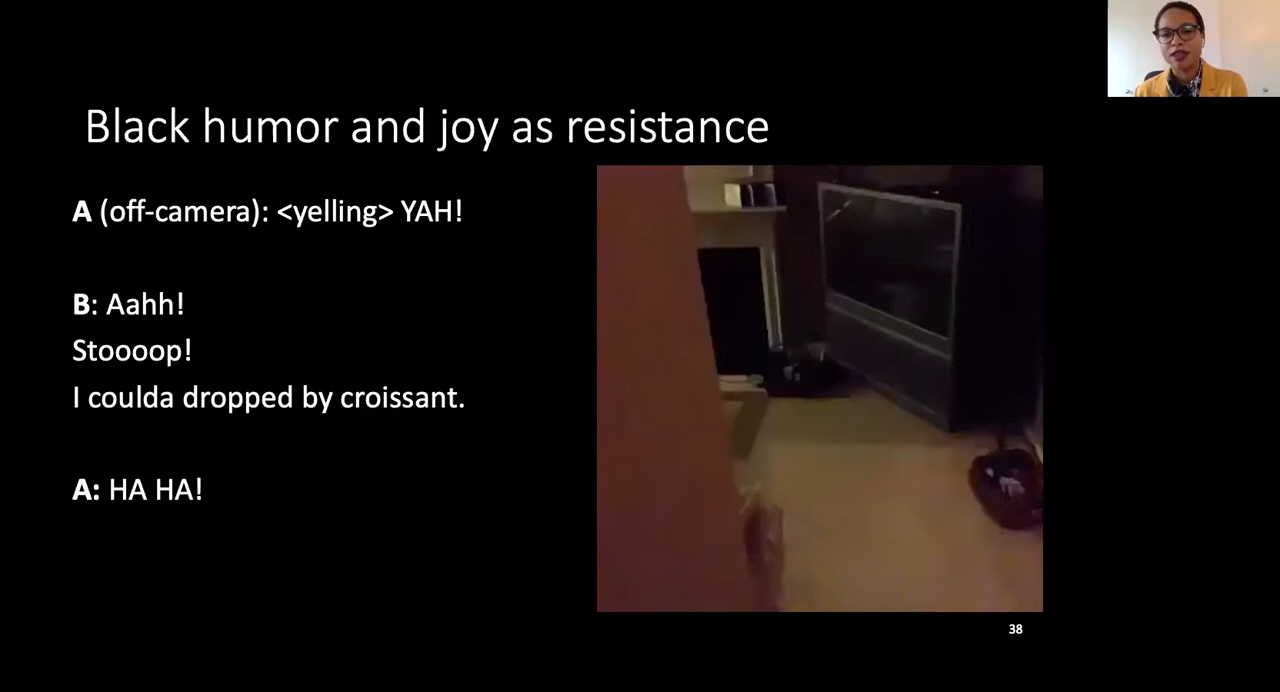 Black humor and joy as resistance
A (off-camera): <yelling> YAH!
B: Aahh!
Stoooop!
I coulda dropped by croissant.
A: HA HA!
38